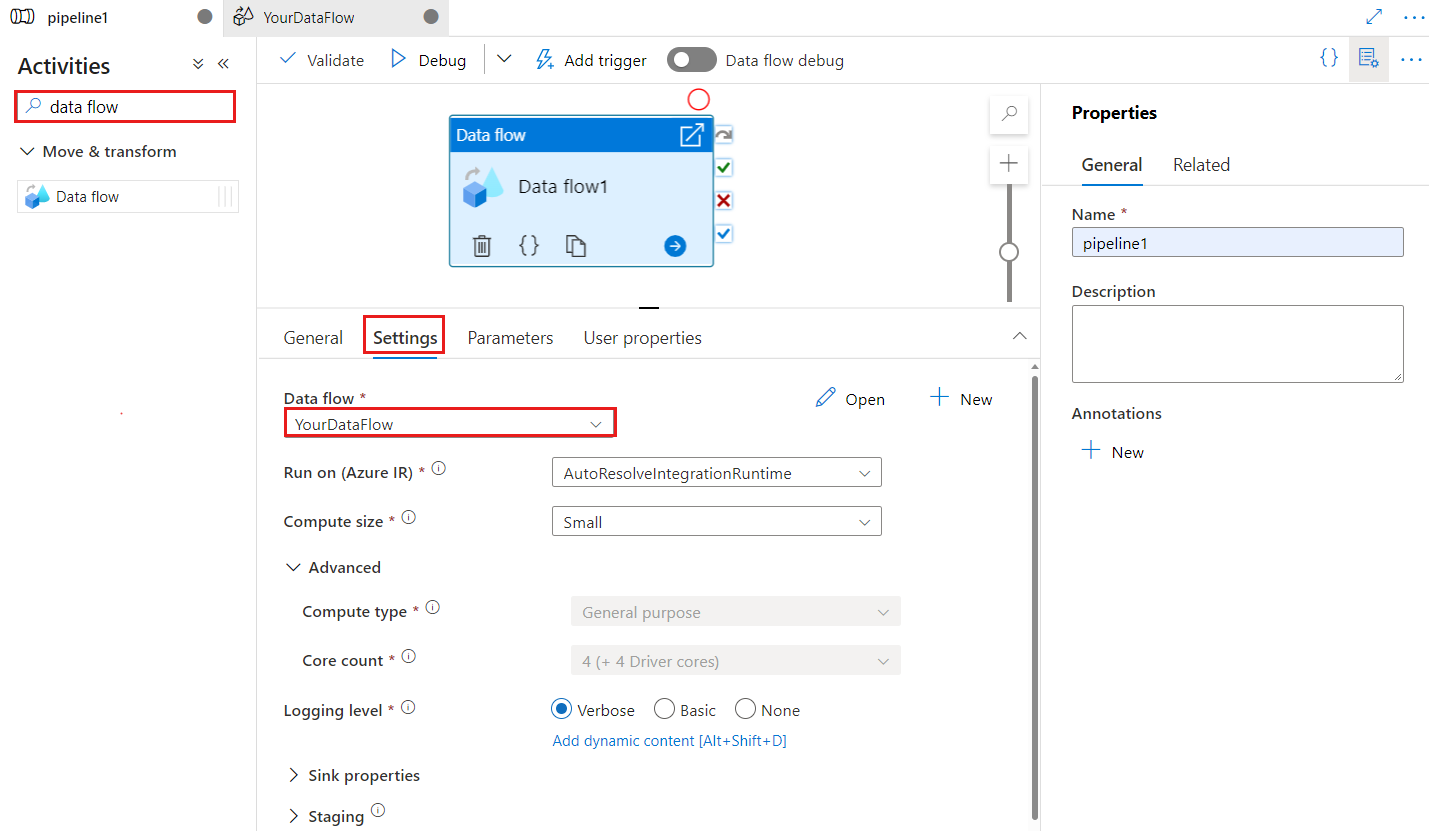 pipeline1
YourDataFlow
Activities
data flow
Move & transform
Data flow
Validate
Debug
Add trigger
Data flow debug
{}
Data flow
Data flow1
{}
General
Settings
Parameters
User properties
Data flow *
YourDataFlow
Open
New
Run on (Azure IR) *
AutoResolveIntegrationRuntime
Compute size *
Small
Advanced
Compute type *
General purpose
Core count *
4 (+ 4 Driver cores)
Logging level *
Verbose
Basic
None
Add dynamic content [Alt+Shift+D]
Sink properties
Staging
Properties
General
Related
Name *
pipeline1
Description
Annotations
New